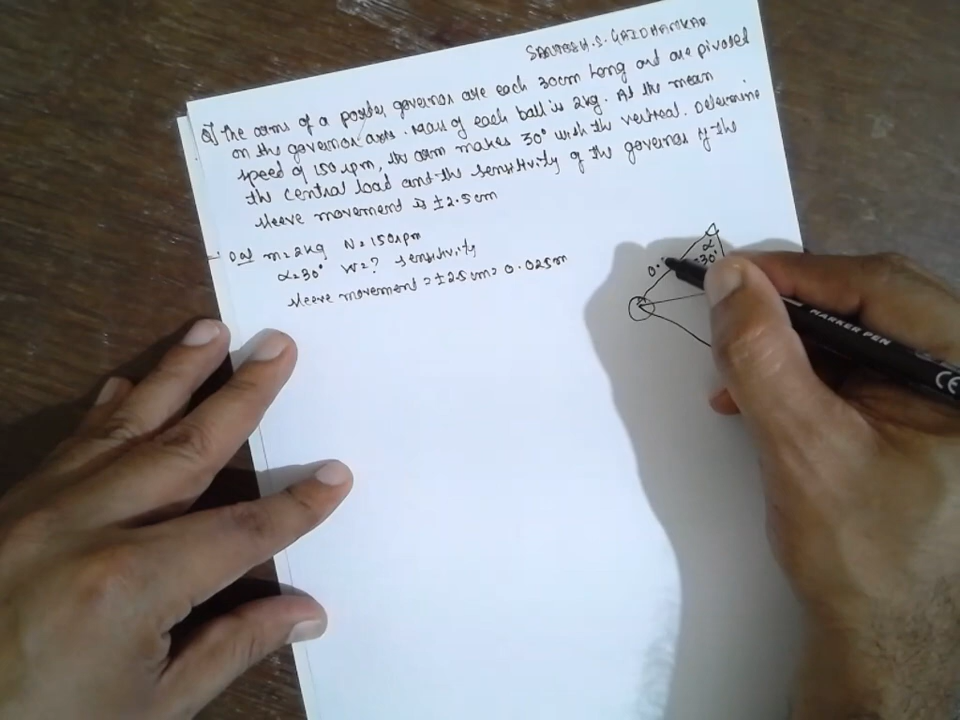 SANTOSH.S.GAIDHANKAR
Q] The arms of a porter governor are each 30cm long and are pivoted
on the governor axis. Mass of each ball is 2kg. At the mean
speed of 150 rpm, the arm makes 30° with the vertical. Determine
the central load and the sensitivity of the governor if the
sleeve movement is ±2.5cm
m=2kg N=150rpm
α=30° W=? sensitivity
sleeve movement = ±2.5cm= 0.025m
α
=30°
0.
MARKER PEN
CE